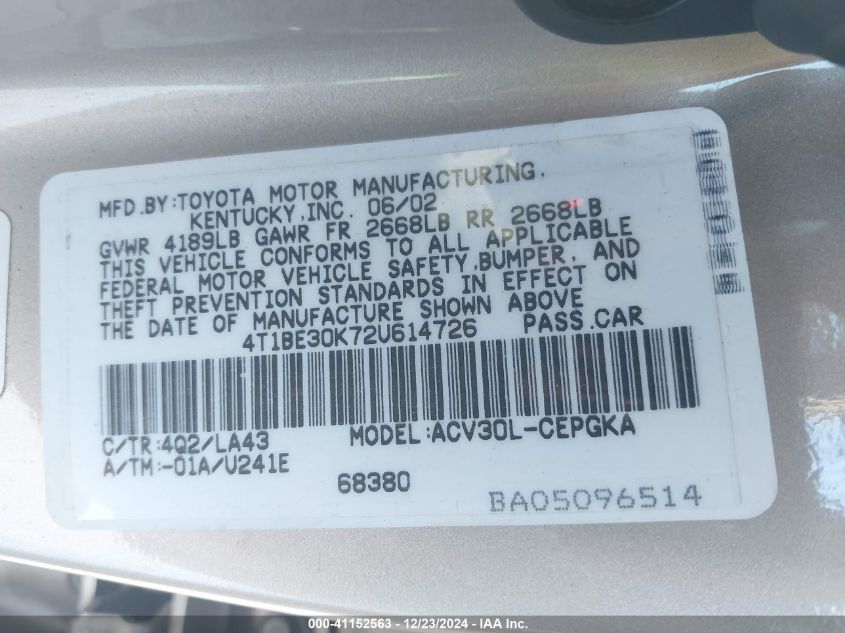 MFD.BY:TOYOTA MOTOR MANUFACTURING,
KENTUCKY,INC. 06/02
GVWR 4189LB GAWR FR 2668LB RR 2668LB
THIS VEHICLE CONFORMS TO ALL APPLICABLE
FEDERAL MOTOR VEHICLE SAFETY,BUMPER, AND
THEFT PREVENTION STANDARDS IN EFFECT ON
THE DATE OF MANUFACTURE SHOWN ABOVE
4T1BE30K72U614726 PASS.CAR
C/TR:4Q2/LA43 MODEL:ACV30L-CEPGKA
A/TM:-01A/U241E
68380
BA05096514
000-41152563 - 12/23/2024 - IAA Inc.